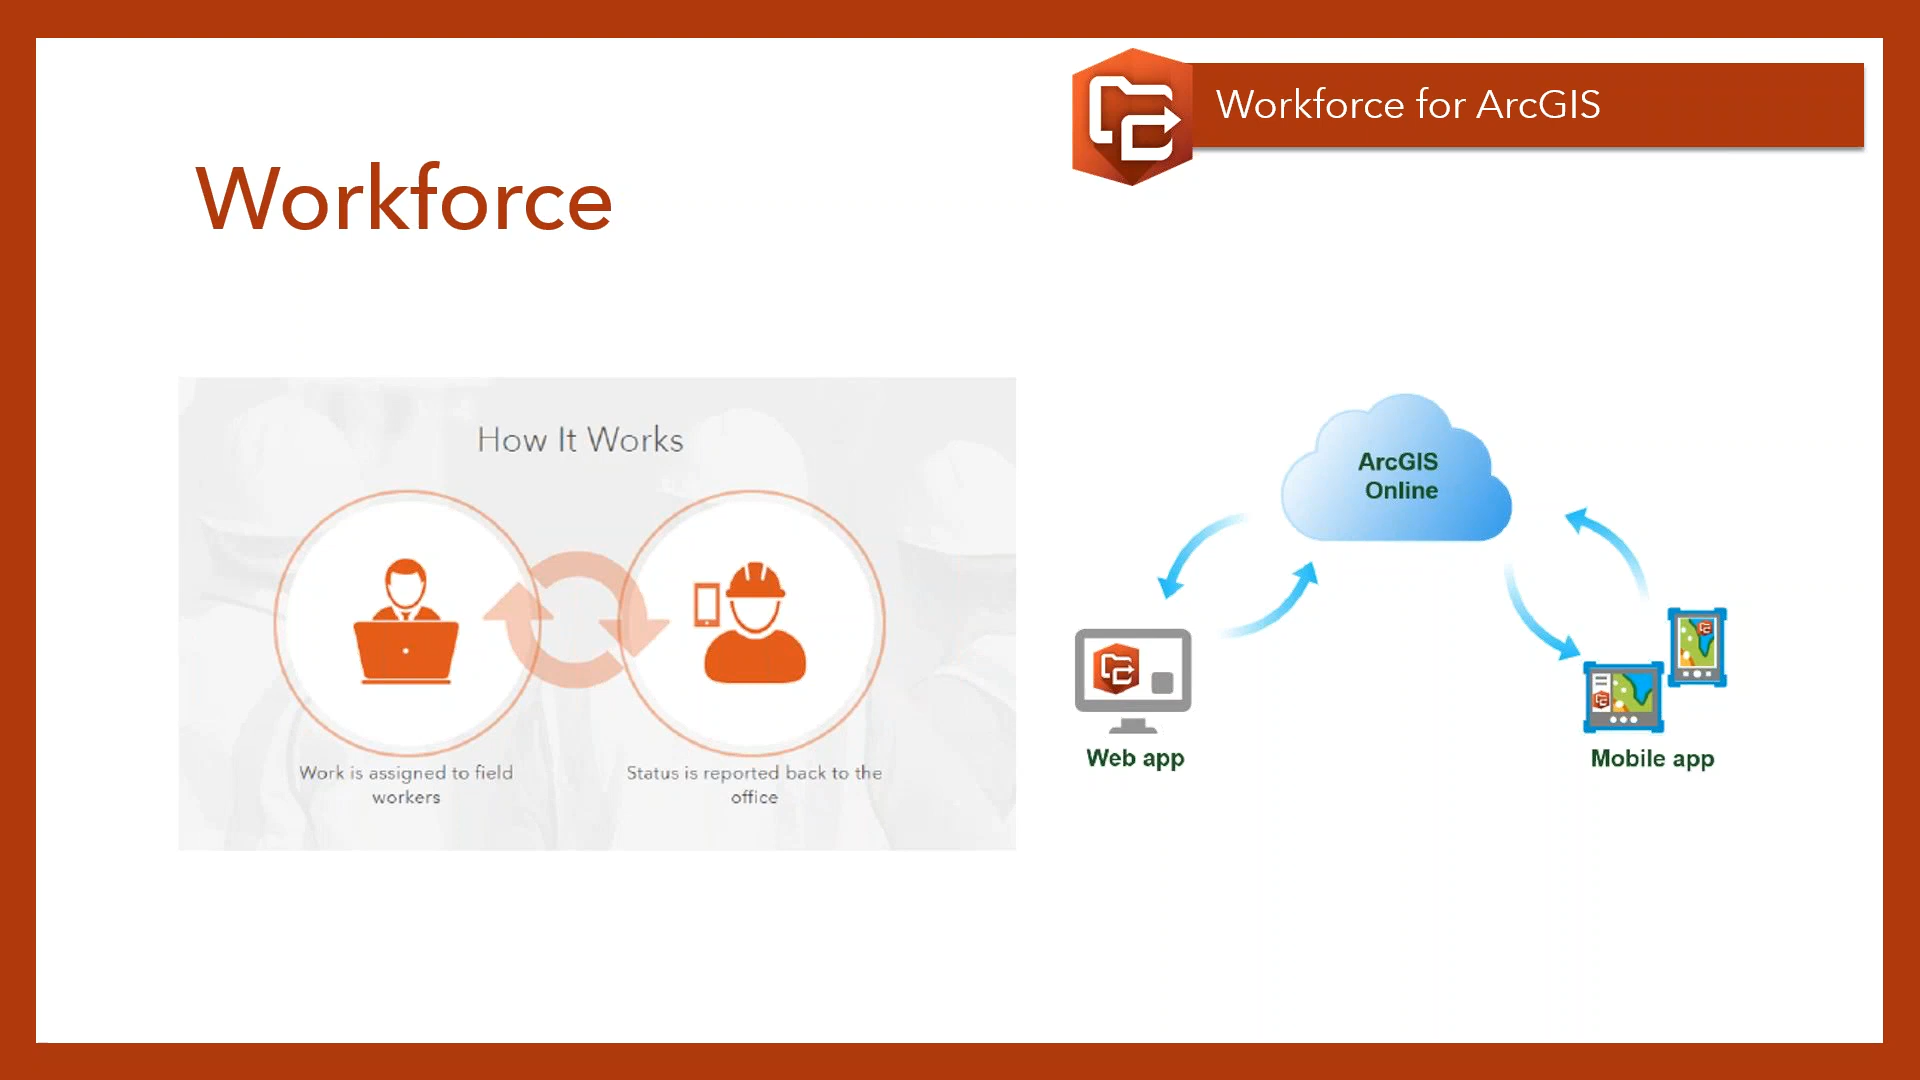 Workforce for ArcGIS
Workforce
How It Works
Work is assigned to field
workers
Status is reported back to the
office
ArcGIS
Online
Web app
Mobile app